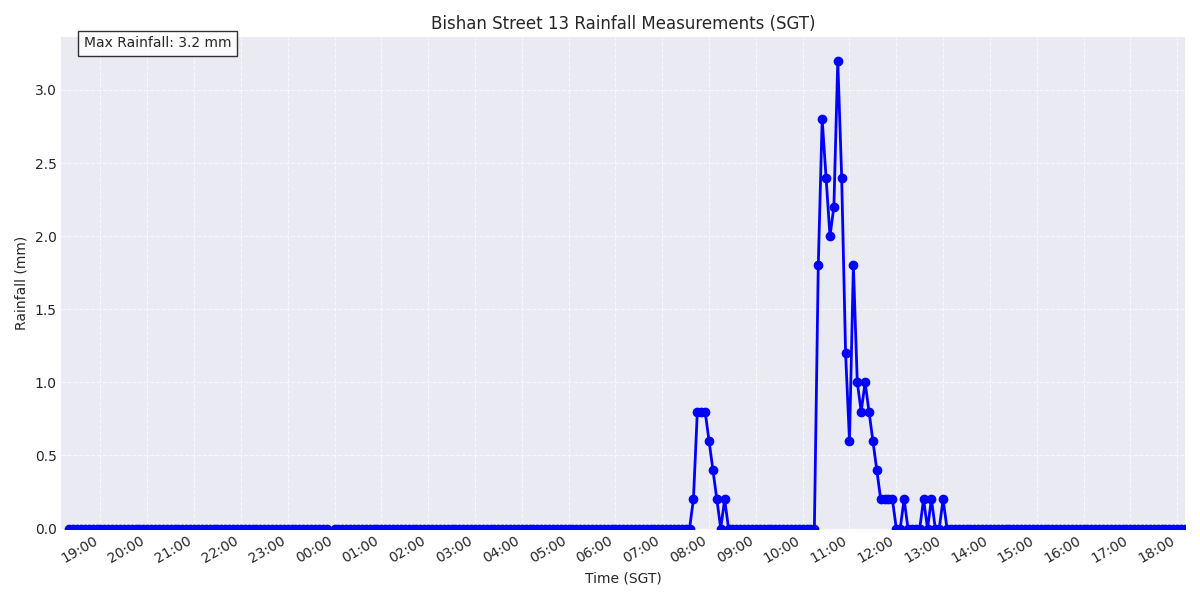 Bishan Street 13 Rainfall Measurements (SGT)
Max Rainfall: 3.2 mm
3.0
2.5
2.0
1.5
1.0
0.5
0.0
Rainfall (mm)
19:00 20:00 21:00 22:00 23:00 00:00 01:00 02:00 03:00 04:00 05:00 06:00 07:00 08:00 09:00 10:00 11:00 12:00 13:00 14:00 15:00 16:00 17:00 18:00
Time (SGT)